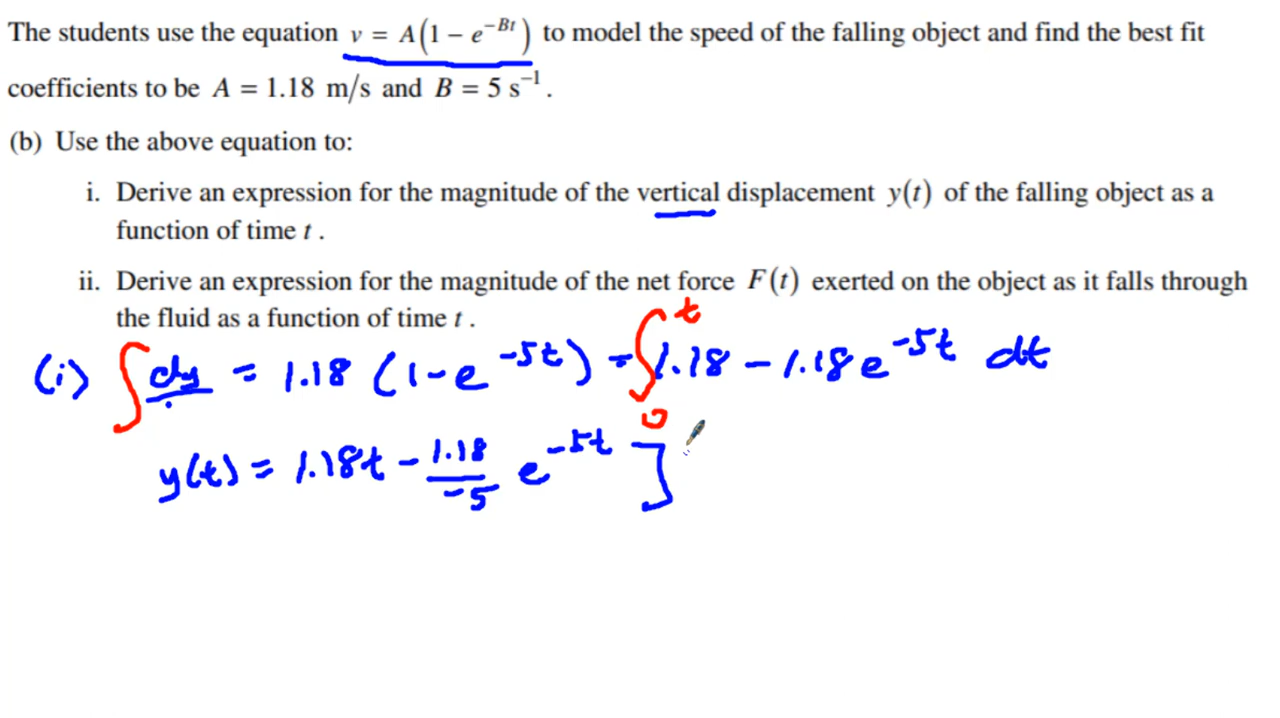 The students use the equation v = A(1 − e^−Bt) to model the speed of the falling object and find the best fit
coefficients to be A = 1.18 m/s and B = 5 s^−1.
(b) Use the above equation to:
i. Derive an expression for the magnitude of the vertical displacement y(t) of the falling object as a
function of time t.
ii. Derive an expression for the magnitude of the net force F(t) exerted on the object as it falls through
the fluid as a function of time t.
(i) ∫ dy = 1.18 (1 − e^−5t) = ∫_0^t 1.18 − 1.18e^−5t dt
y(t) = 1.18t − 1.18/−5 e^−5t ]